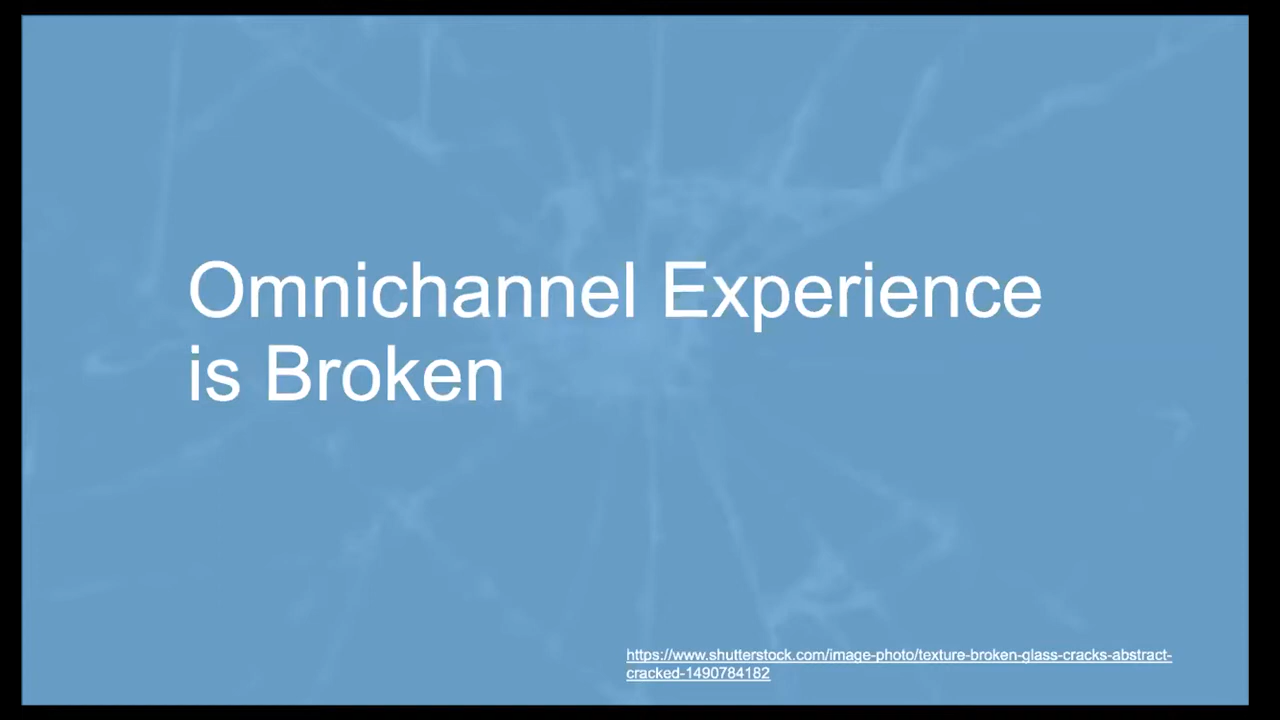 Omnichannel Experience
is Broken
https://www.shutterstock.com/image-photo/texture-broken-glass-cracks-abstract-
cracked-1490784182